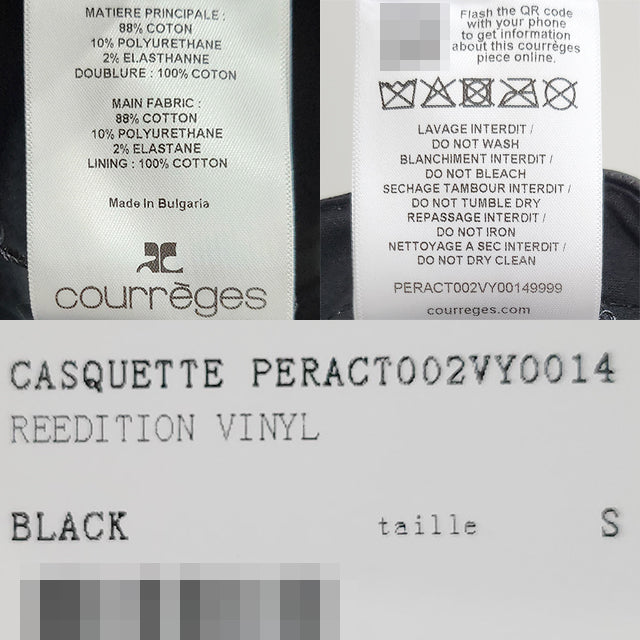 MATIERE PRINCIPALE :
88% COTON
10% POLYURETHANE
2% ELASTHANNE
DOUBLURE : 100% COTON
MAIN FABRIC :
88% COTTON
10% POLYURETHANE
2% ELASTANE
LINING : 100% COTTON
Made in Bulgaria
courrèges
Flash the QR code
with your phone
to get information
about this courrèges
piece online.
LAVAGE INTERDIT /
DO NOT WASH
BLANCHIMENT INTERDIT /
DO NOT BLEACH
SECHAGE TAMBOUR INTERDIT /
DO NOT TUMBLE DRY
REPASSAGE INTERDIT /
DO NOT IRON
NETTOYAGE A SEC INTERDIT /
DO NOT DRY CLEAN
PERACT002VY00149999
courreges.com
CASQUETTE PERACT002VY0014
REEDITION VINYL
BLACK taille S